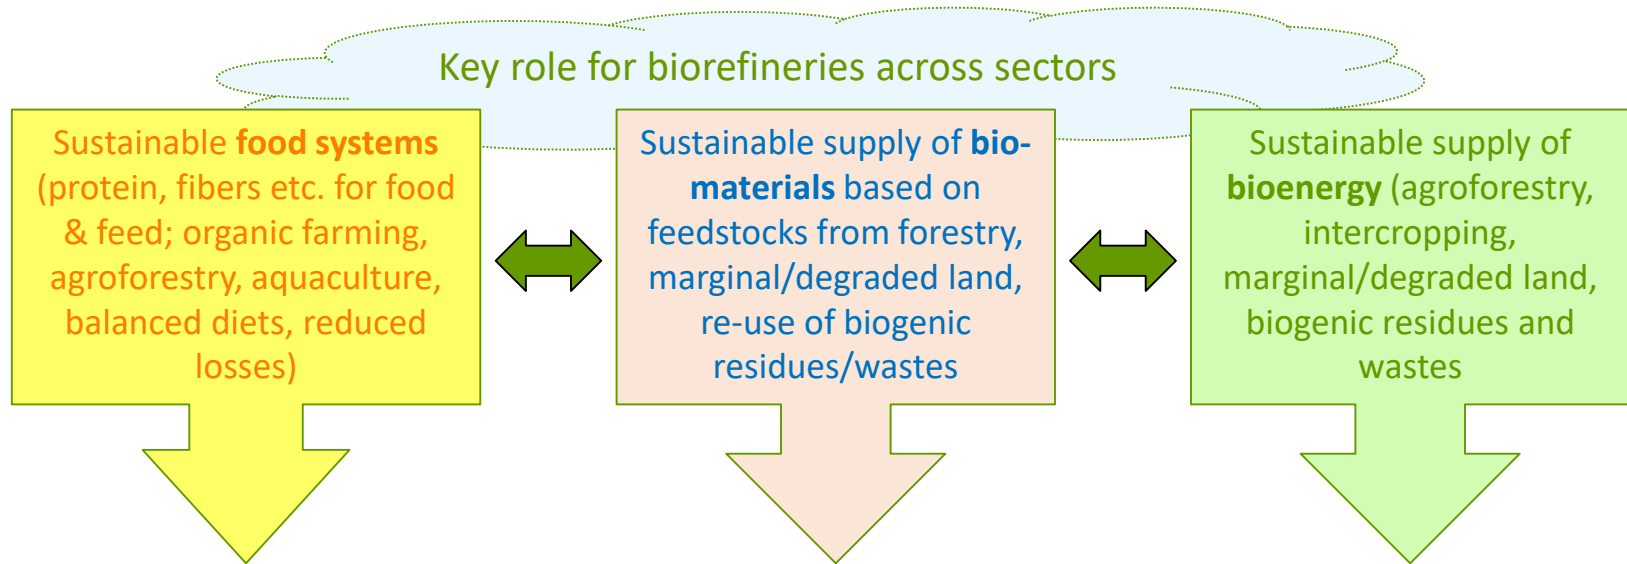 Key role for biorefineries across sectors
Sustainable food systems
(protein, fibers etc. for food
& feed; organic farming,
agroforestry, aquaculture,
balanced diets, reduced
losses)
Sustainable supply of bio-
materials based on
feedstocks from forestry,
marginal/degraded land,
re-use of biogenic
residues/wastes
Sustainable supply of
bioenergy (agroforestry,
intercropping,
marginal/degraded land,
biogenic residues and
wastes